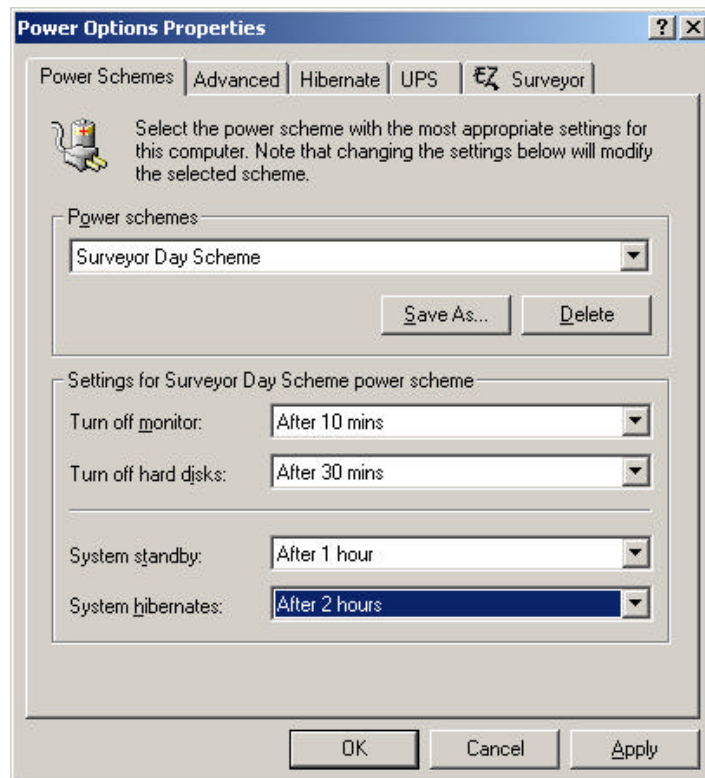 Power Options Properties
Power Schemes Advanced Hibernate UPS EZ Surveyor
Select the power scheme with the most appropriate settings for
this computer. Note that changing the settings below will modify
the selected scheme.
Power schemes
Surveyor Day Scheme
Save As... Delete
Settings for Surveyor Day Scheme power scheme
Turn off monitor: After 10 mins
Turn off hard disks: After 30 mins
System standby: After 1 hour
System hibernates: After 2 hours
OK Cancel Apply